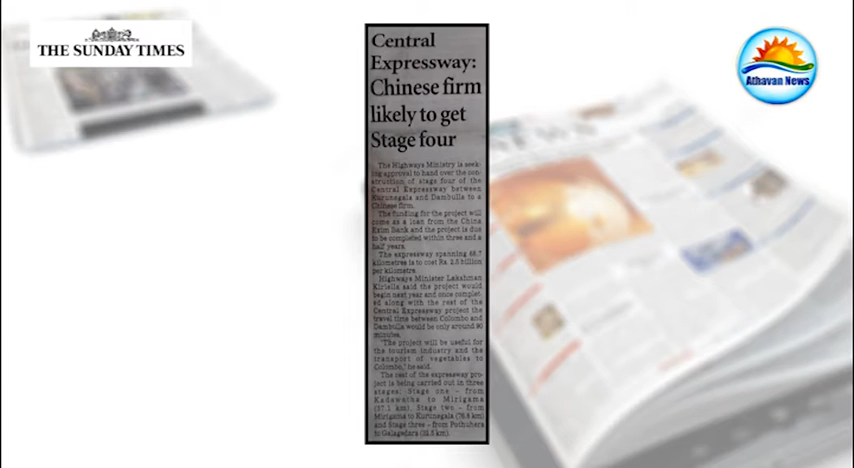 THE SUNDAY TIMES
Athavan News
NEWS
Central
Expressway:
Chinese firm
likely to get
Stage four
The Highways Ministry is seek-
ing approval to hand over the con-
struction of stage four of the
Central Expressway between
Kurunegala and Dambulla to a
Chinese firm.
The funding for the project will
come as a loan from the China
Exim Bank and the project is due
to be completed within three and a
half years.
The expressway spanning 68.7
kilometres is to cost Rs. 2.5 billion
per kilometre.
Highways Minister Lakshman
Kiriella said the project would
begin next year and once complet-
ed along with the rest of the
Central Expressway project the
travel time between Colombo and
Dambulla would be only around 90
minutes.
"The project will be useful for
the tourism industry and the
transport of vegetables to
Colombo," he said.
The rest of the expressway pro-
ject is being carried out in three
stages: Stage one – from
Kadawatha to Mirigama
(37.1 km), Stage two – from
Mirigama to Kurunegala (76.8 km)
and Stage three – from Pothuhera
to Galagedara (32.5 km).